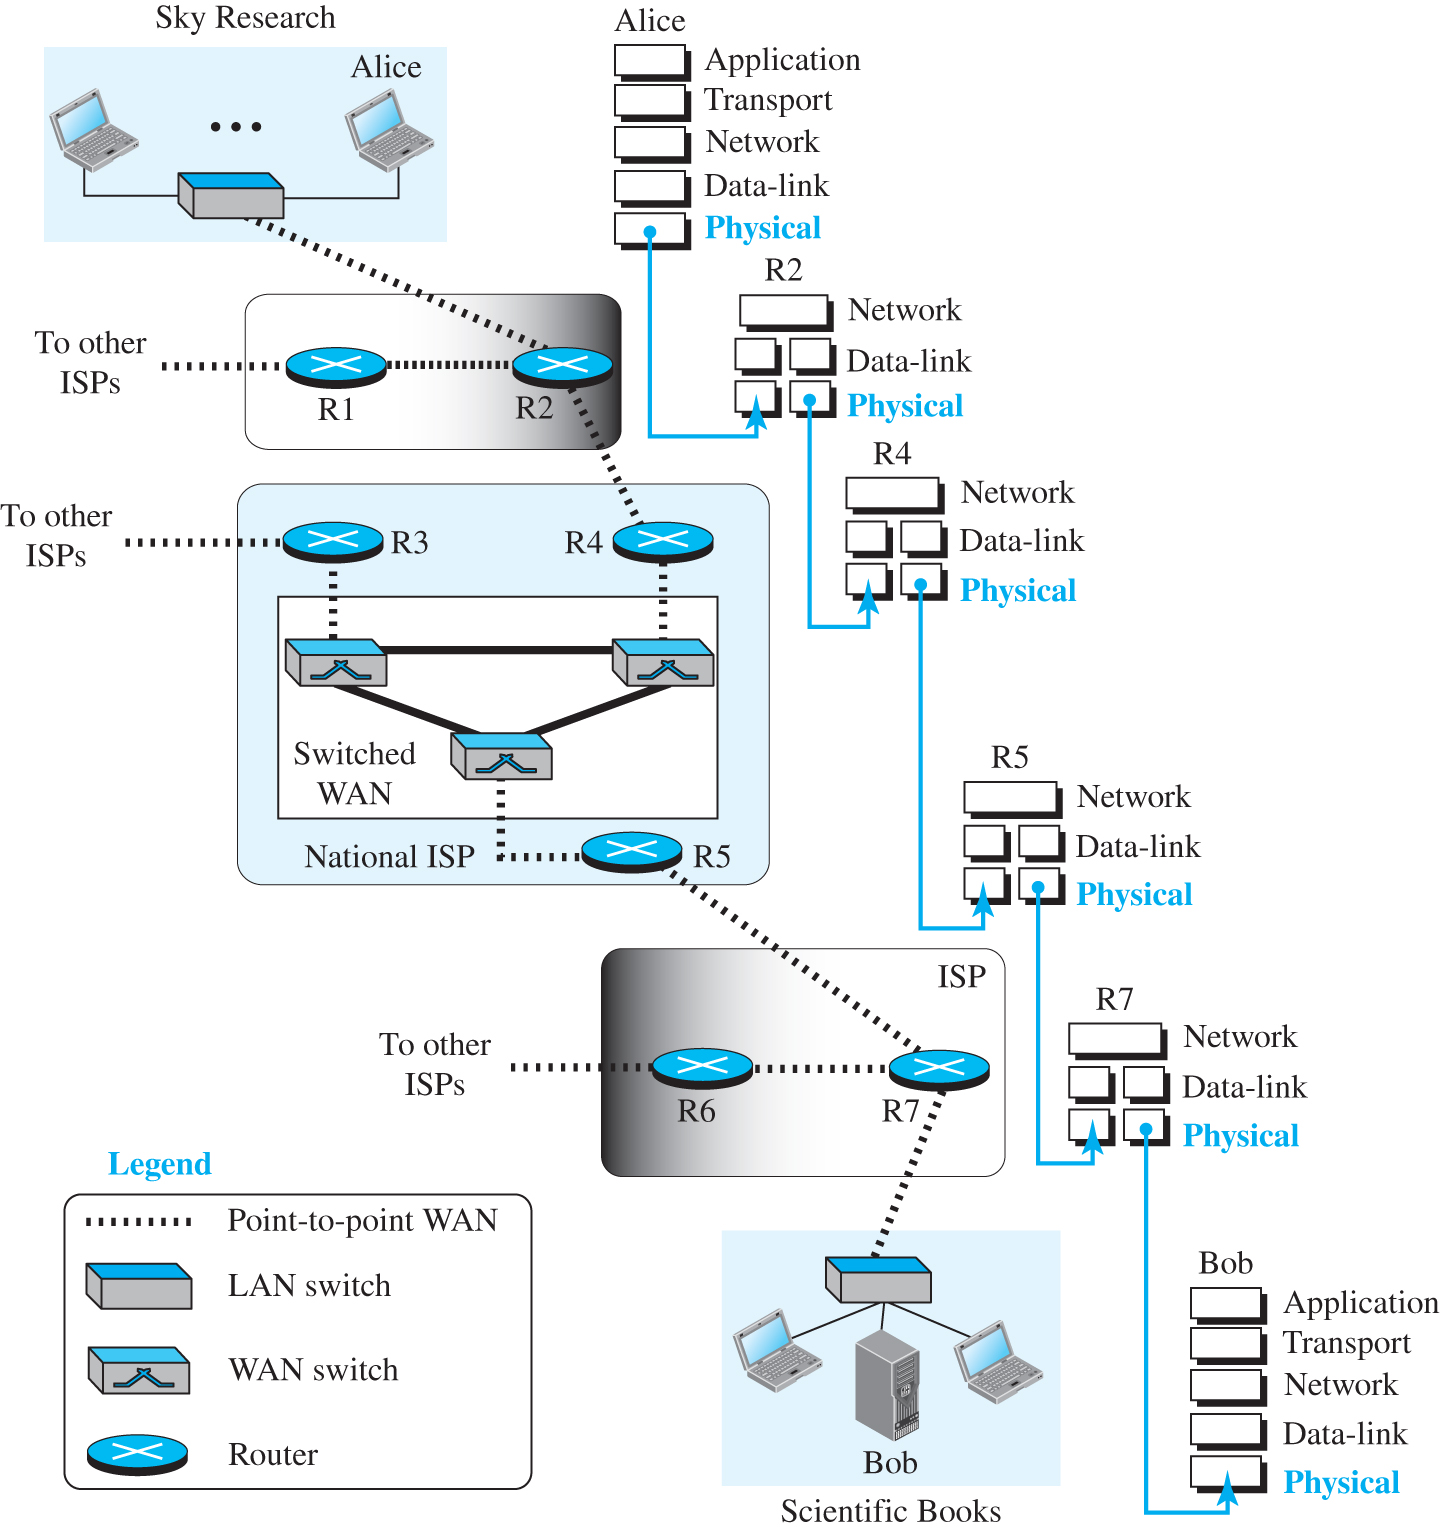 Sky Research
Alice
Alice
Application
Transport
Network
Data-link
Physical
R2
Network
Data-link
Physical
To other
ISPs
R1
R2
R4
Network
Data-link
Physical
To other
ISPs
R3
R4
Switched
WAN
National ISP
R5
R5
Network
Data-link
Physical
ISP
To other
ISPs
R6
R7
R7
Network
Data-link
Physical
Legend
Point-to-point WAN
LAN switch
WAN switch
Router
Bob
Scientific Books
Bob
Application
Transport
Network
Data-link
Physical